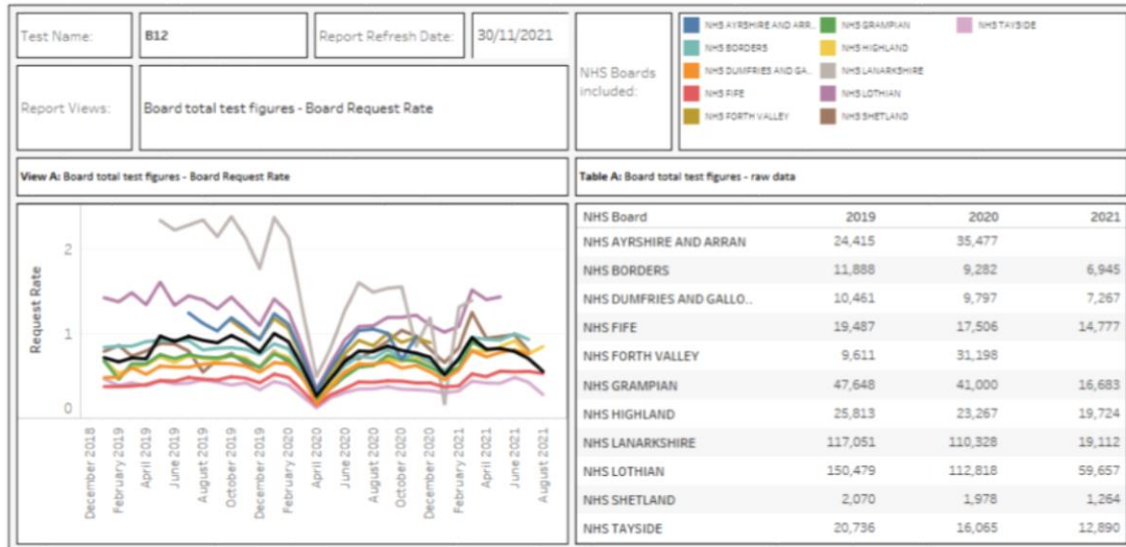 Test Name:
B12
Report Refresh Date:
30/11/2021
NHS Boards
included:
NHS AYRSHIRE AND ARR..
NHS GRAMPIAN
NHS TAYSIDE
NHS BORDERS
NHS HIGHLAND
NHS DUMFRIES AND GA..
NHS LANARKSHIRE
NHS FIFE
NHS LOTHIAN
NHS FORTH VALLEY
NHS SHETLAND
Report Views:
Board total test figures - Board Request Rate
View A: Board total test figures - Board Request Rate
Request Rate
2
1
0
December 2018
February 2019
April 2019
June 2019
August 2019
October 2019
December 2019
February 2020
April 2020
June 2020
August 2020
October 2020
December 2020
February 2021
April 2021
June 2021
August 2021
Table A: Board total test figures - raw data
NHS Board 2019 2020 2021
NHS AYRSHIRE AND ARRAN 24,415 35,477
NHS BORDERS 11,888 9,282 6,945
NHS DUMFRIES AND GALLO.. 10,461 9,797 7,267
NHS FIFE 19,487 17,506 14,777
NHS FORTH VALLEY 9,611 31,198
NHS GRAMPIAN 47,648 41,000 16,683
NHS HIGHLAND 25,813 23,267 19,724
NHS LANARKSHIRE 117,051 110,328 19,112
NHS LOTHIAN 150,479 112,818 59,657
NHS SHETLAND 2,070 1,978 1,264
NHS TAYSIDE 20,736 16,065 12,890